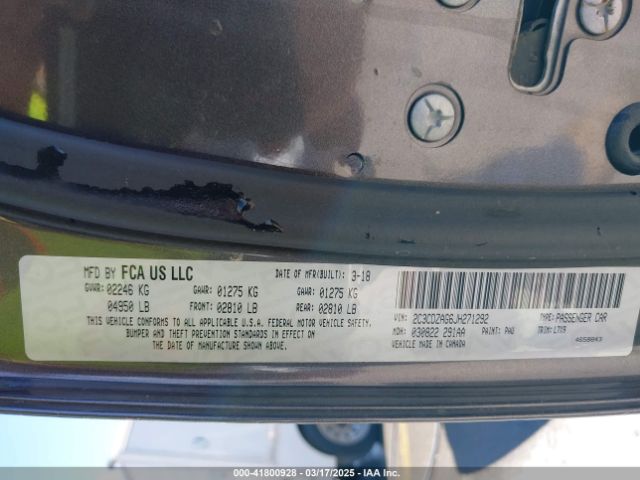 MFD BY FCA US LLC DATE OF MFR(BUILT): 3-18
GVWR: 02246 KG GAWR: 01275 KG GAWR: 01275 KG
04950 LB FRONT: 02810 LB REAR: 02810 LB
THIS VEHICLE CONFORMS TO ALL APPLICABLE U.S.A. FEDERAL MOTOR VEHICLE SAFETY,
BUMPER AND THEFT PREVENTION STANDARDS IN EFFECT ON
THE DATE OF MANUFACTURE SHOWN ABOVE.
VIN: 2C3CDZAG6JH271292 TYPE: PASSENGER CAR
MDH: 030822 291AA PAINT: PAU TRIM: L7X9
VEHICLE MADE IN CANADA 4658843
000-41800928 - 03/17/2025 - IAA Inc.